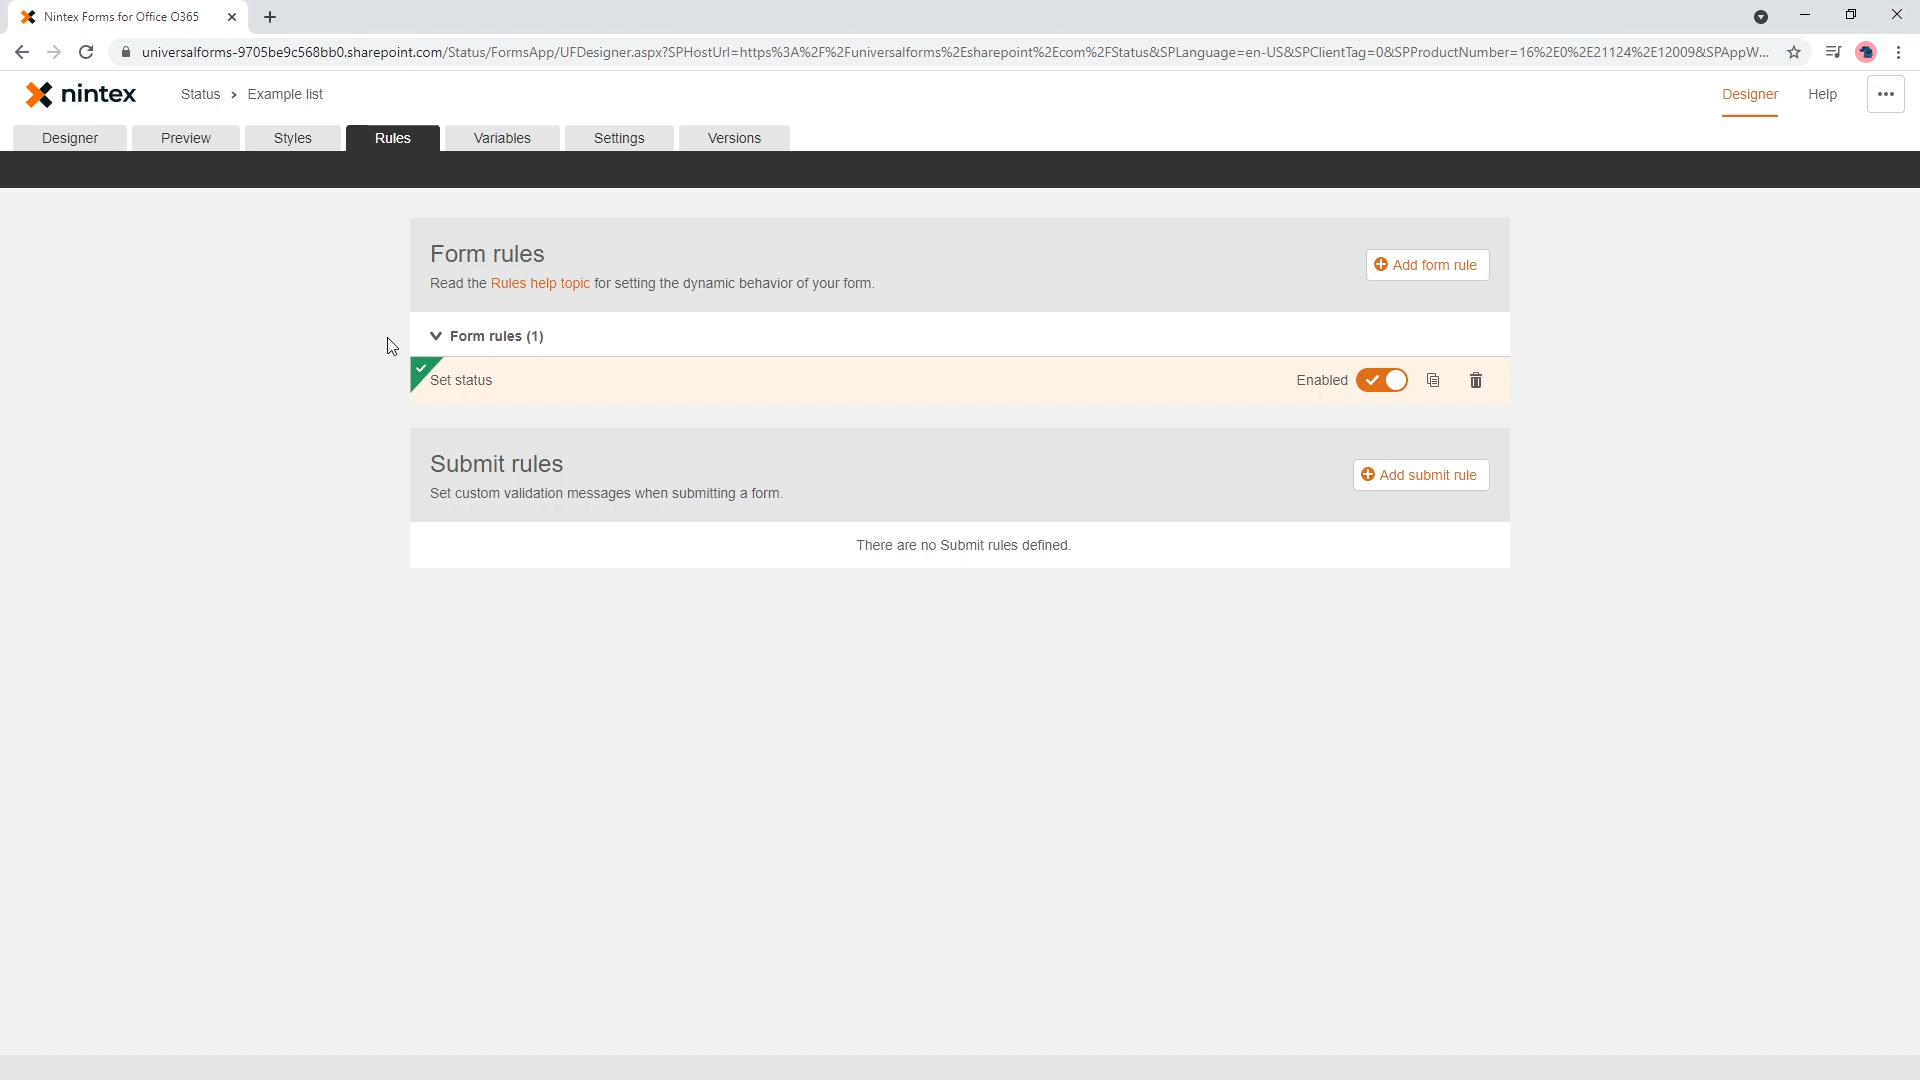 Nintex Forms for Office O365
universalforms-9705be9c568bb0.sharepoint.com/Status/FormsApp/UFDesigner.aspx?SPHostUrl=https%3A%2F%2Funiversalforms%2Esharepoint%2Ecom%2FStatus&SPLanguage=en-US&SPClientTag=0&SPProductNumber=16%2E0%2E21124%2E12009&SPAppW...
nintex Status > Example list Designer Help
Designer Preview Styles Rules Variables Settings Versions
Form rules
Add form rule
Read the Rules help topic for setting the dynamic behavior of your form.
Form rules (1)
Set status Enabled
Submit rules
Add submit rule
Set custom validation messages when submitting a form.
There are no Submit rules defined.